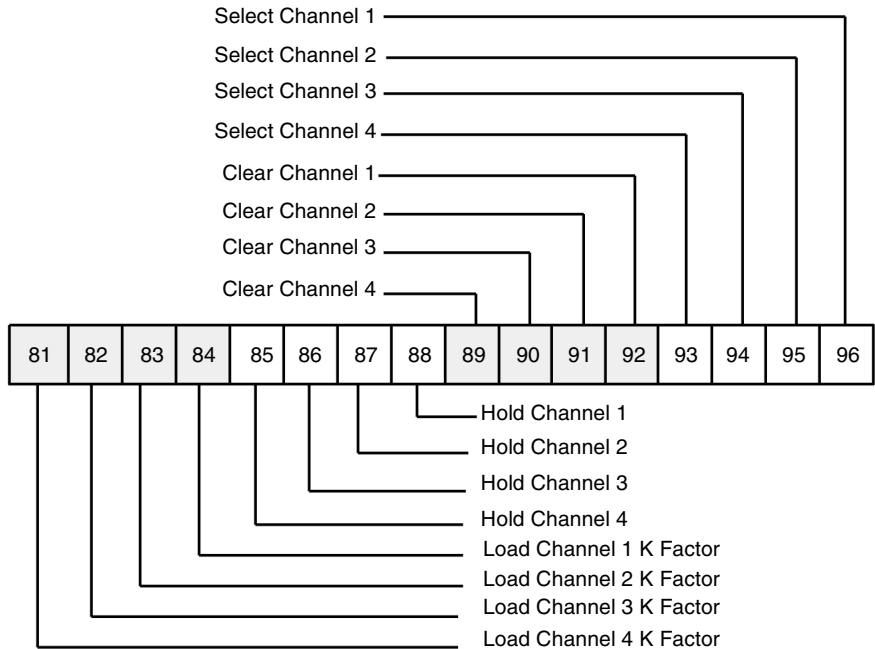 Select Channel 1
Select Channel 2
Select Channel 3
Select Channel 4
Clear Channel 1
Clear Channel 2
Clear Channel 3
Clear Channel 4
81 82 83 84 85 86 87 88 89 90 91 92 93 94 95 96
Hold Channel 1
Hold Channel 2
Hold Channel 3
Hold Channel 4
Load Channel 1 K Factor
Load Channel 2 K Factor
Load Channel 3 K Factor
Load Channel 4 K Factor